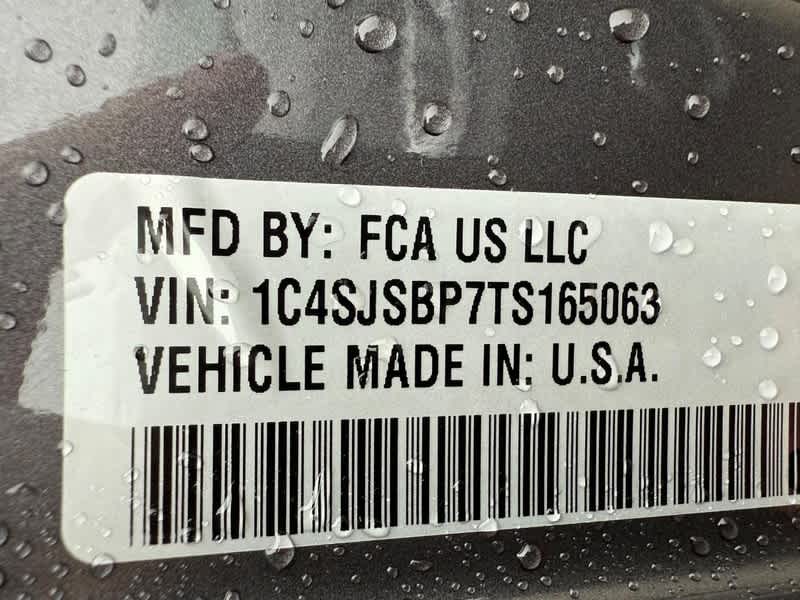 MFD BY: FCA US LLC
VIN: 1C4SJSBP7TS165063
VEHICLE MADE IN: U.S.A.